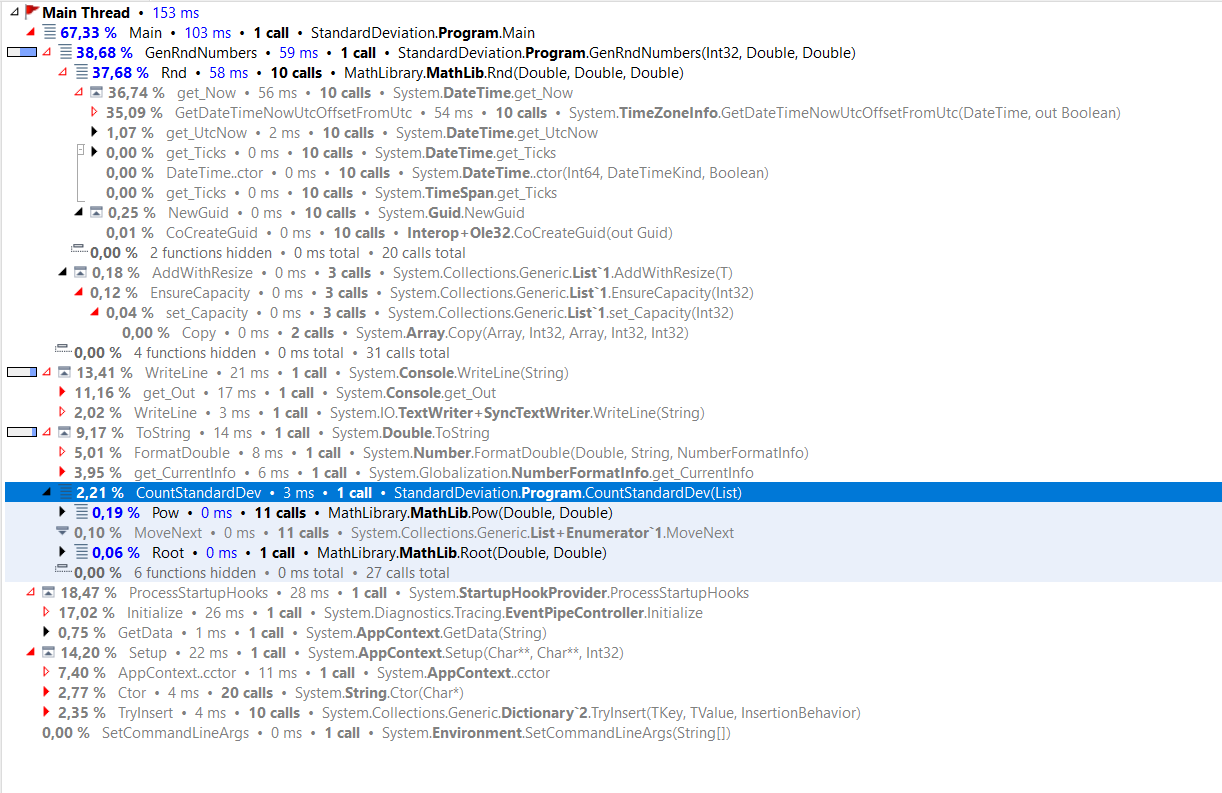 Main Thread • 153 ms
67,33 % Main • 103 ms • 1 call • StandardDeviation.Program.Main
38,68 % GenRndNumbers • 59 ms • 1 call • StandardDeviation.Program.GenRndNumbers(Int32, Double, Double)
37,68 % Rnd • 58 ms • 10 calls • MathLibrary.MathLib.Rnd(Double, Double, Double)
36,74 % get_Now • 56 ms • 10 calls • System.DateTime.get_Now
35,09 % GetDateTimeNowUtcOffsetFromUtc • 54 ms • 10 calls • System.TimeZoneInfo.GetDateTimeNowUtcOffsetFromUtc(DateTime, out Boolean)
1,07 % get_UtcNow • 2 ms • 10 calls • System.DateTime.get_UtcNow
0,00 % get_Ticks • 0 ms • 10 calls • System.DateTime.get_Ticks
0,00 % DateTime..ctor • 0 ms • 10 calls • System.DateTime..ctor(Int64, DateTimeKind, Boolean)
0,00 % get_Ticks • 0 ms • 10 calls • System.TimeSpan.get_Ticks
0,25 % NewGuid • 0 ms • 10 calls • System.Guid.NewGuid
0,01 % CoCreateGuid • 0 ms • 10 calls • Interop+Ole32.CoCreateGuid(out Guid)
0,00 % 2 functions hidden • 0 ms total • 20 calls total
0,18 % AddWithResize • 0 ms • 3 calls • System.Collections.Generic.List`1.AddWithResize(T)
0,12 % EnsureCapacity • 0 ms • 3 calls • System.Collections.Generic.List`1.EnsureCapacity(Int32)
0,04 % set_Capacity • 0 ms • 3 calls • System.Collections.Generic.List`1.set_Capacity(Int32)
0,00 % Copy • 0 ms • 2 calls • System.Array.Copy(Array, Int32, Array, Int32, Int32)
0,00 % 4 functions hidden • 0 ms total • 31 calls total
13,41 % WriteLine • 21 ms • 1 call • System.Console.WriteLine(String)
11,16 % get_Out • 17 ms • 1 call • System.Console.get_Out
2,02 % WriteLine • 3 ms • 1 call • System.IO.TextWriter+SyncTextWriter.WriteLine(String)
9,17 % ToString • 14 ms • 1 call • System.Double.ToString
5,01 % FormatDouble • 8 ms • 1 call • System.Number.FormatDouble(Double, String, NumberFormatInfo)
3,95 % get_CurrentInfo • 6 ms • 1 call • System.Globalization.NumberFormatInfo.get_CurrentInfo
2,21 % CountStandardDev • 3 ms • 1 call • StandardDeviation.Program.CountStandardDev(List)
0,19 % Pow • 0 ms • 11 calls • MathLibrary.MathLib.Pow(Double, Double)
0,10 % MoveNext • 0 ms • 11 calls • System.Collections.Generic.List+Enumerator`1.MoveNext
0,06 % Root • 0 ms • 1 call • MathLibrary.MathLib.Root(Double, Double)
0,00 % 6 functions hidden • 0 ms total • 27 calls total
18,47 % ProcessStartupHooks • 28 ms • 1 call • System.StartupHookProvider.ProcessStartupHooks
17,02 % Initialize • 26 ms • 1 call • System.Diagnostics.Tracing.EventPipeController.Initialize
0,75 % GetData • 1 ms • 1 call • System.AppContext.GetData(String)
14,20 % Setup • 22 ms • 1 call • System.AppContext.Setup(Char**, Char**, Int32)
7,40 % AppContext..cctor • 11 ms • 1 call • System.AppContext..cctor
2,77 % Ctor • 4 ms • 20 calls • System.String.Ctor(Char*)
2,35 % TryInsert • 4 ms • 10 calls • System.Collections.Generic.Dictionary`2.TryInsert(TKey, TValue, InsertionBehavior)
0,00 % SetCommandLineArgs • 0 ms • 1 call • System.Environment.SetCommandLineArgs(String[])